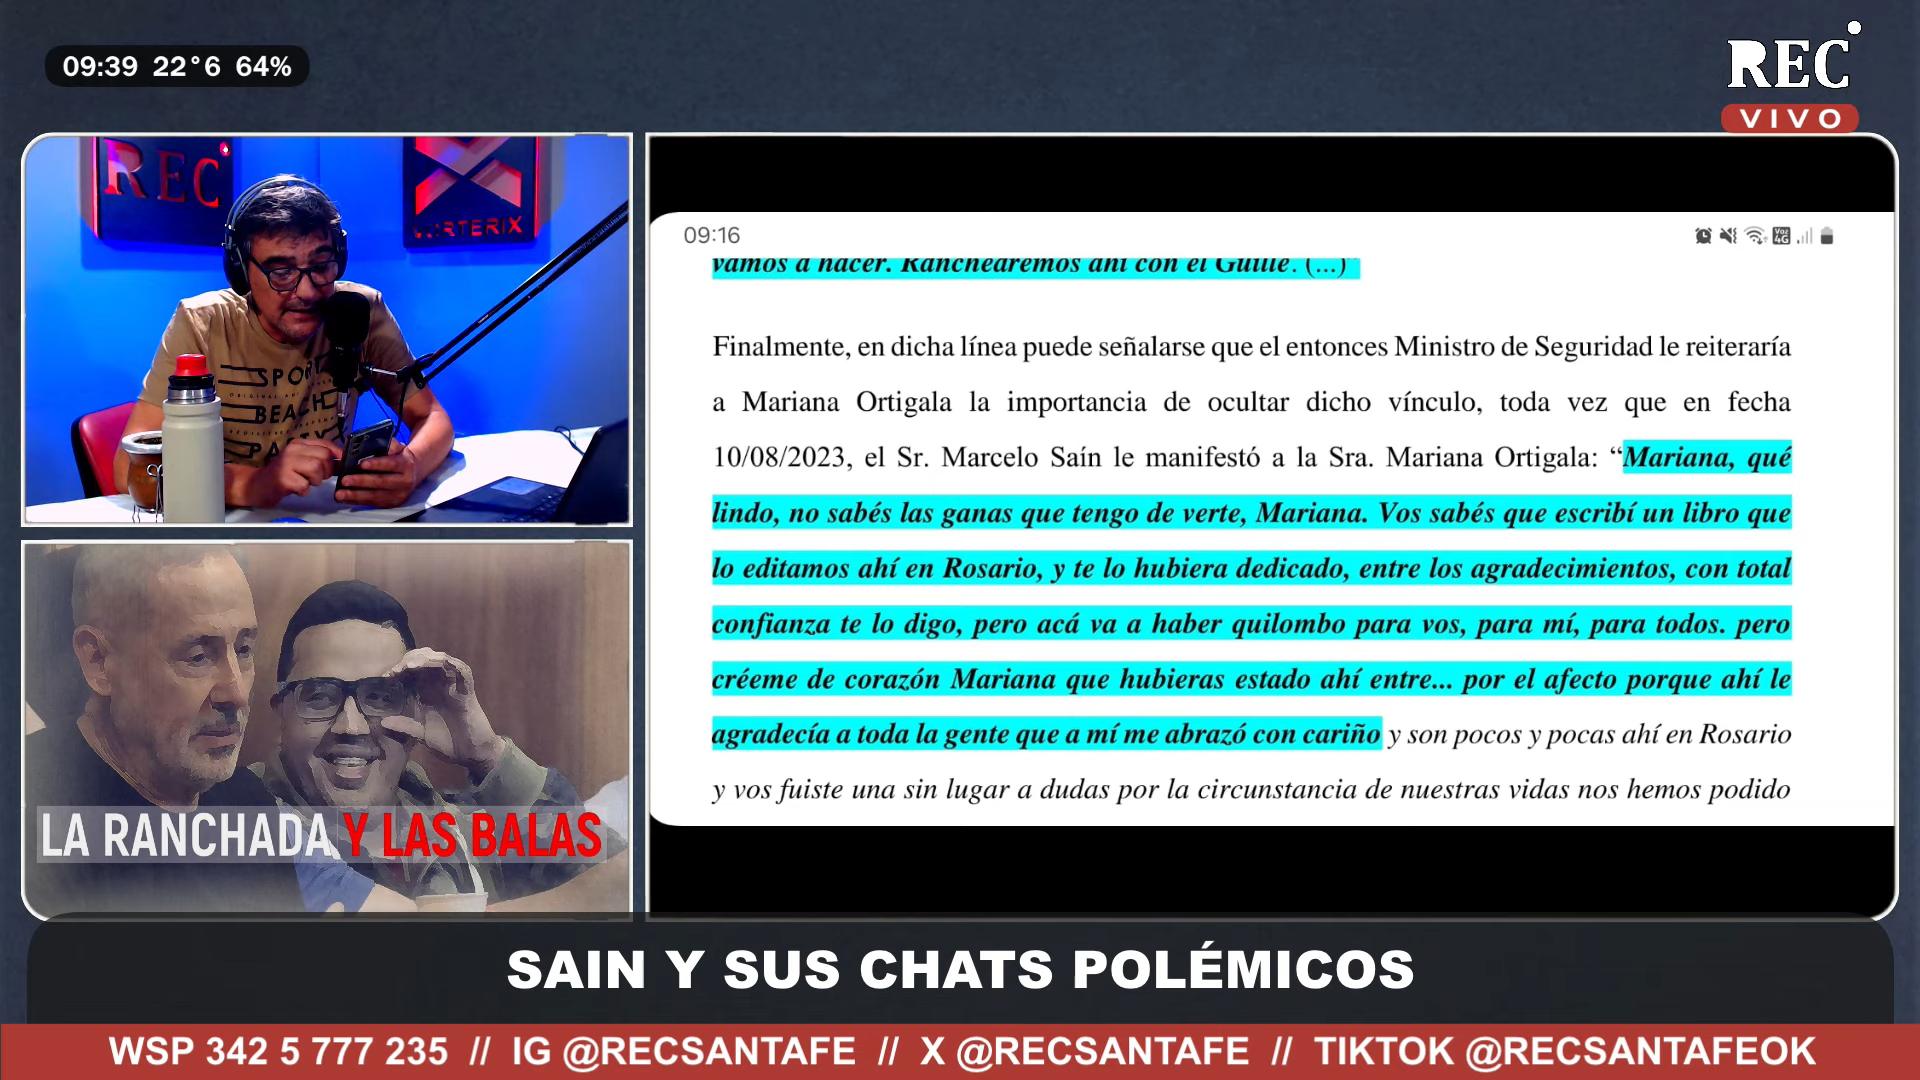 09:39 22°6 64%
REC
VIVO
REC
VORTERIX
SPORT
BEACH
PARTY
LA RANCHADA Y LAS BALAS
09:16
Voz 4G
vamos a hacer. Ranchearemos ahí con el Guille. (...)”
Finalmente, en dicha línea puede señalarse que el entonces Ministro de Seguridad le reiteraría
a Mariana Ortigala la importancia de ocultar dicho vínculo, toda vez que en fecha
10/08/2023, el Sr. Marcelo Saín le manifestó a la Sra. Mariana Ortigala: “Mariana, qué
lindo, no sabés las ganas que tengo de verte, Mariana. Vos sabés que escribí un libro que
lo editamos ahí en Rosario, y te lo hubiera dedicado, entre los agradecimientos, con total
confianza te lo digo, pero acá va a haber quilombo para vos, para mí, para todos. pero
créeme de corazón Mariana que hubieras estado ahí entre... por el afecto porque ahí le
agradecía a toda la gente que a mí me abrazó con cariño y son pocos y pocas ahí en Rosario
y vos fuiste una sin lugar a dudas por la circunstancia de nuestras vidas nos hemos podido
SAIN Y SUS CHATS POLÉMICOS
WSP 342 5 777 235 // IG @RECSANTAFE // X @RECSANTAFE // TIKTOK @RECSANTAFEOK